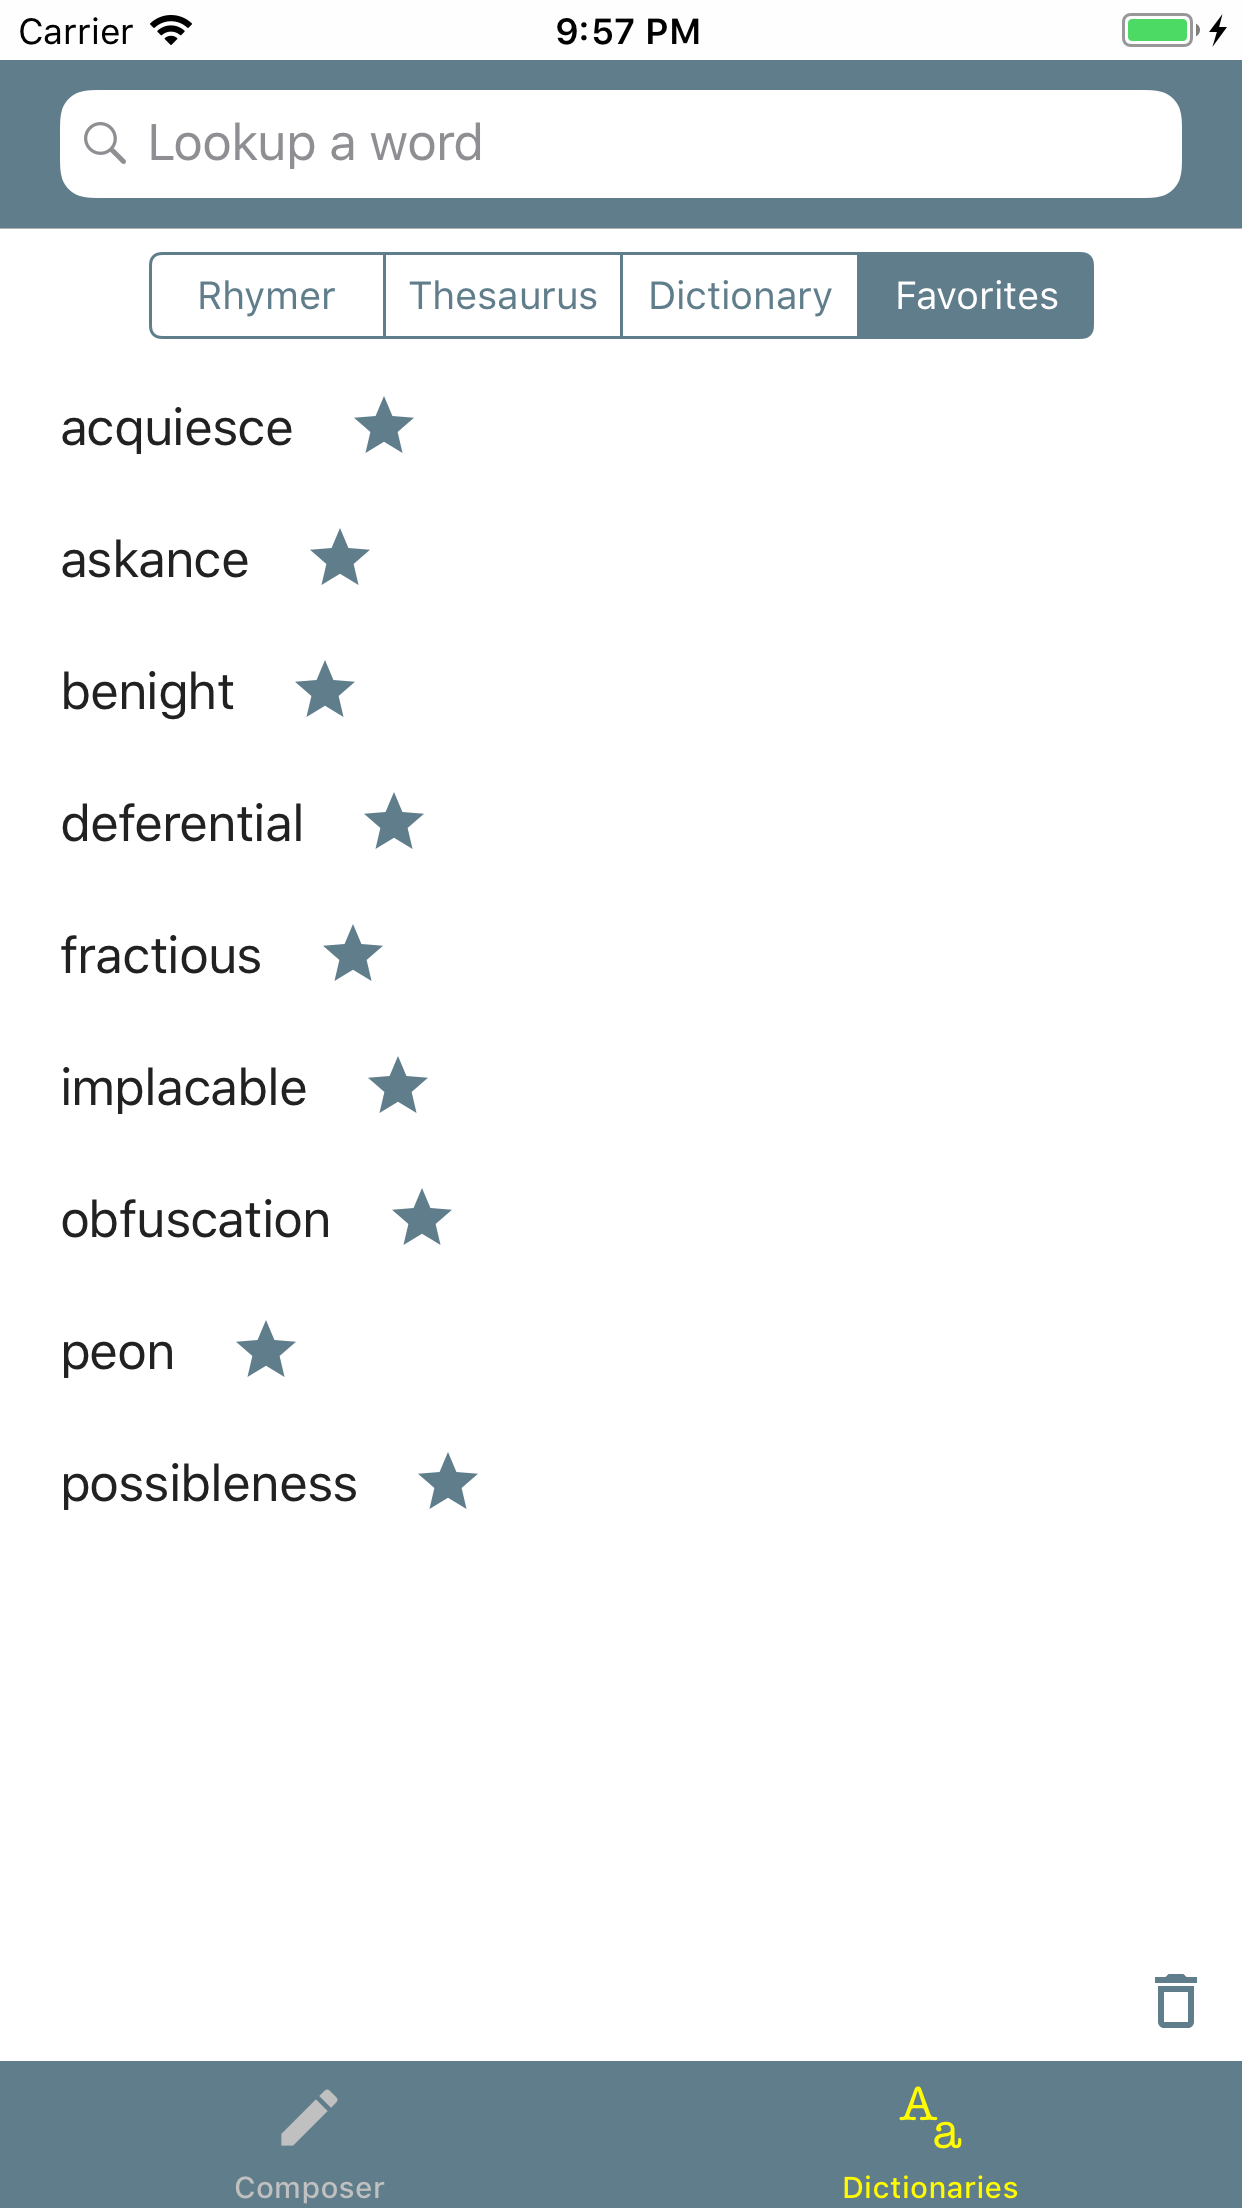 Carrier 9:57 PM
Lookup a word
Rhymer Thesaurus Dictionary Favorites
acquiesce
askance
benight
deferential
fractious
implacable
obfuscation
peon
possibleness
Aa
Composer Dictionaries